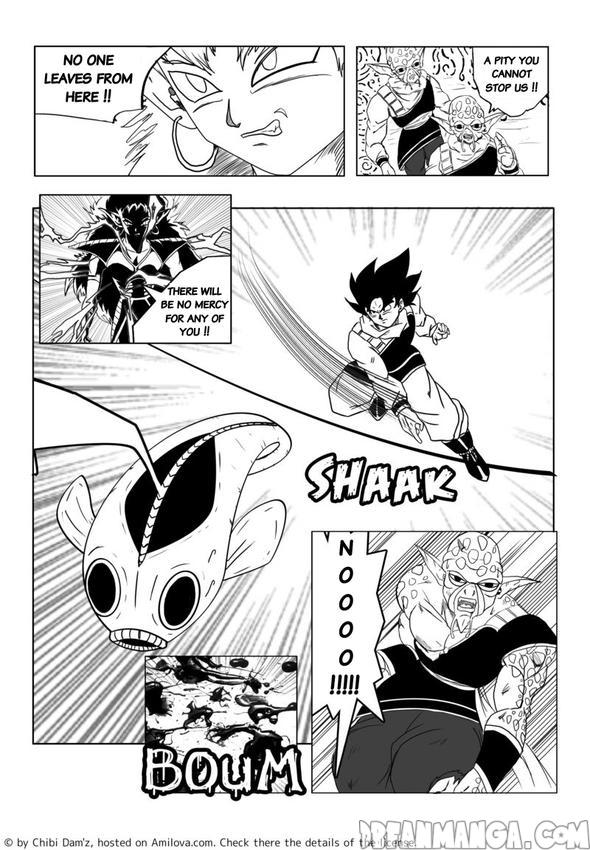 NO ONE
LEAVES FROM
HERE !!
A PITY YOU
CANNOT
STOP US !!
THERE WILL
BE NO MERCY
FOR ANY OF
YOU !!
SHAAK
N
O
O
O
O
O
!!!!!
BOUM
© by Chibi Dam'z, hosted on Amilova.com. Check there the details of the license.
DREAMMANGA.COM